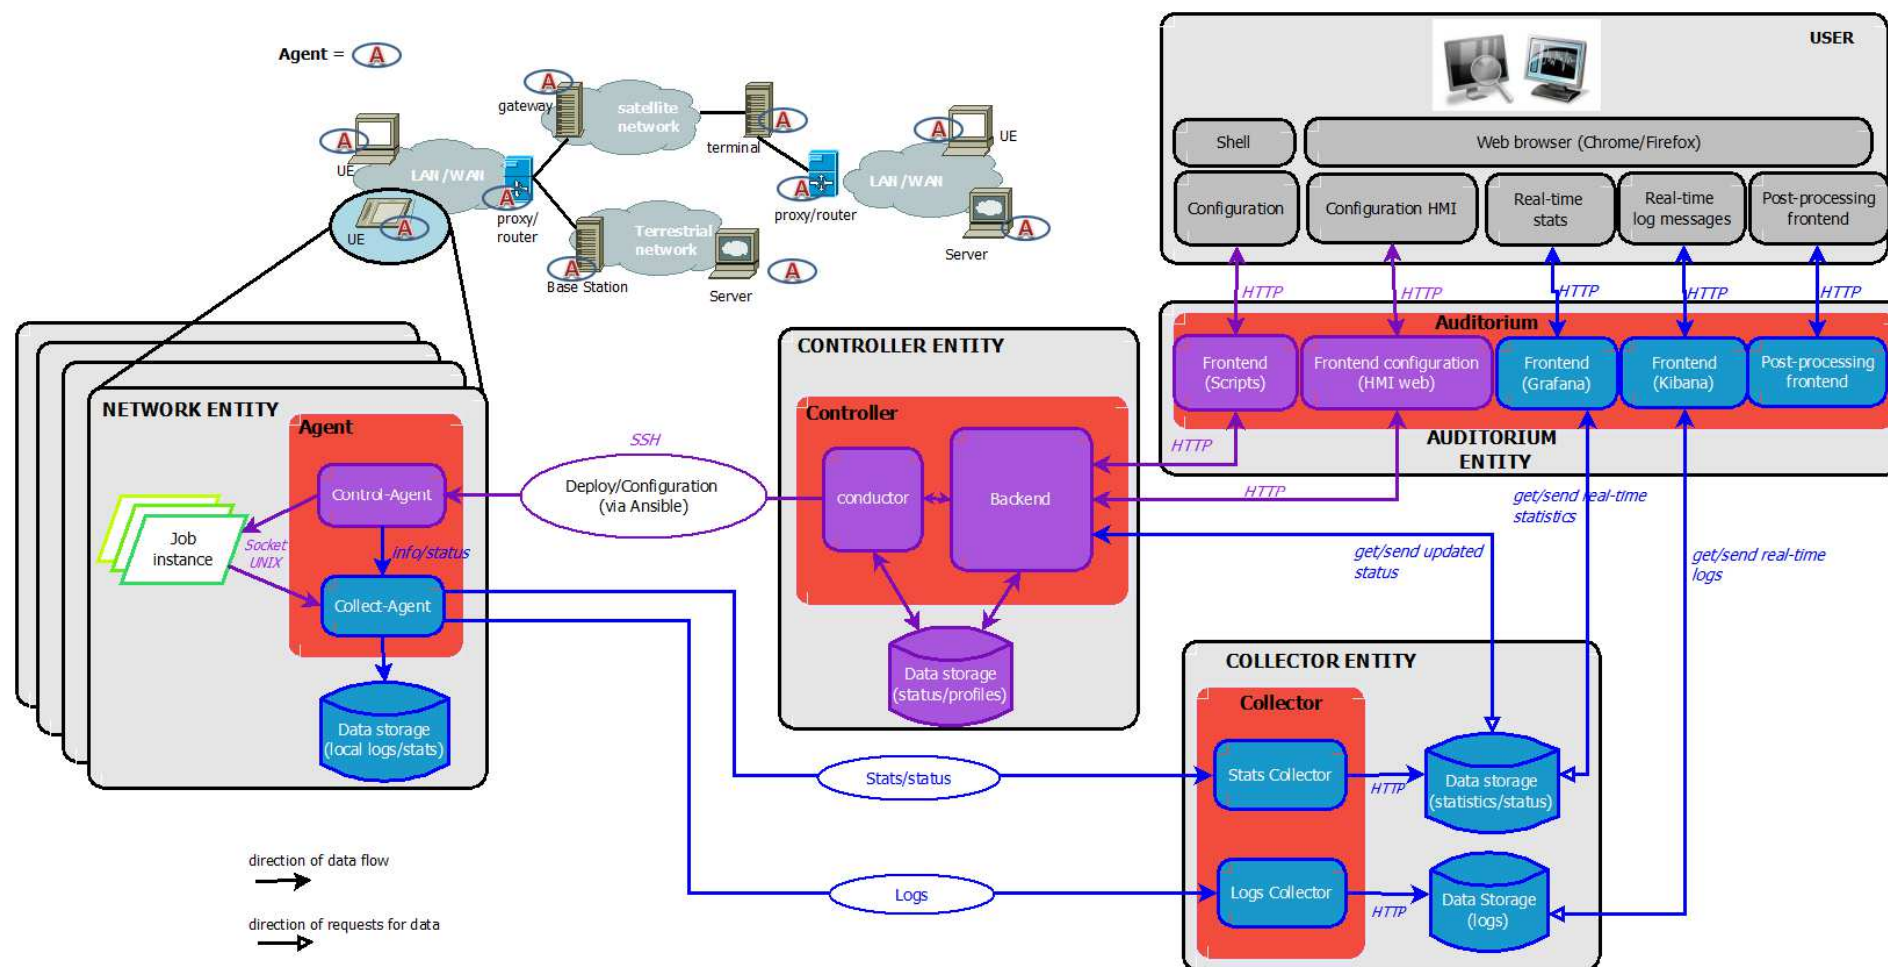 Agent =
A
A
gateway
satellite
network
A
terminal
A
UE
A
UE
LAN/WAN
A
proxy/
router
A
proxy/router
LAN/WAN
UE
A
Terrestrial
network
A
Base Station
Server
A
Server
A
USER
Shell
Web browser (Chrome/Firefox)
Configuration
Configuration HMI
Real-time
stats
Real-time
log messages
Post-processing
frontend
HTTP
HTTP
HTTP
HTTP
HTTP
Auditorium
Frontend
(Scripts)
Frontend configuration
(HMI web)
Frontend
(Grafana)
Frontend
(Kibana)
Post-processing
frontend
AUDITORIUM
ENTITY
HTTP
HTTP
get/send real-time
statistics
get/send updated
status
get/send real-time
logs
NETWORK ENTITY
Agent
Control-Agent
Job
instance
Socket
UNIX
info/status
Collect-Agent
Data storage
(local logs/stats)
SSH
Deploy/Configuration
(via Ansible)
CONTROLLER ENTITY
Controller
conductor
Backend
Data storage
(status/profiles)
COLLECTOR ENTITY
Collector
Stats/status
Stats Collector
HTTP
Data storage
(statistics/status)
Logs
Logs Collector
HTTP
Data Storage
(logs)
direction of data flow
direction of requests for data